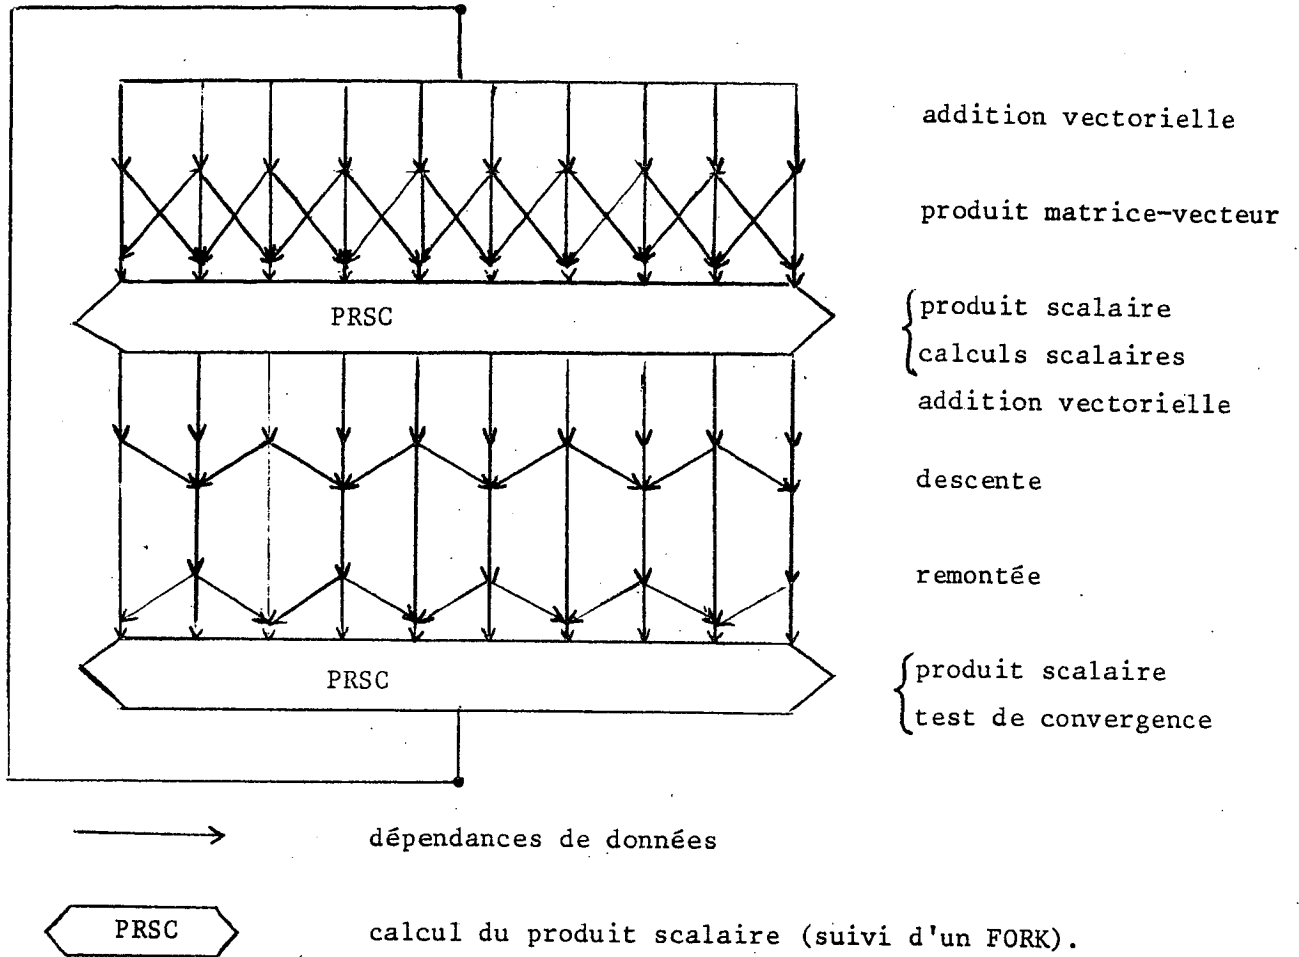 addition vectorielle
produit matrice-vecteur
PRSC
produit scalaire
calculs scalaires
addition vectorielle
descente
remontée
PRSC
produit scalaire
test de convergence
dépendances de données
PRSC
calcul du produit scalaire (suivi d'un FORK).